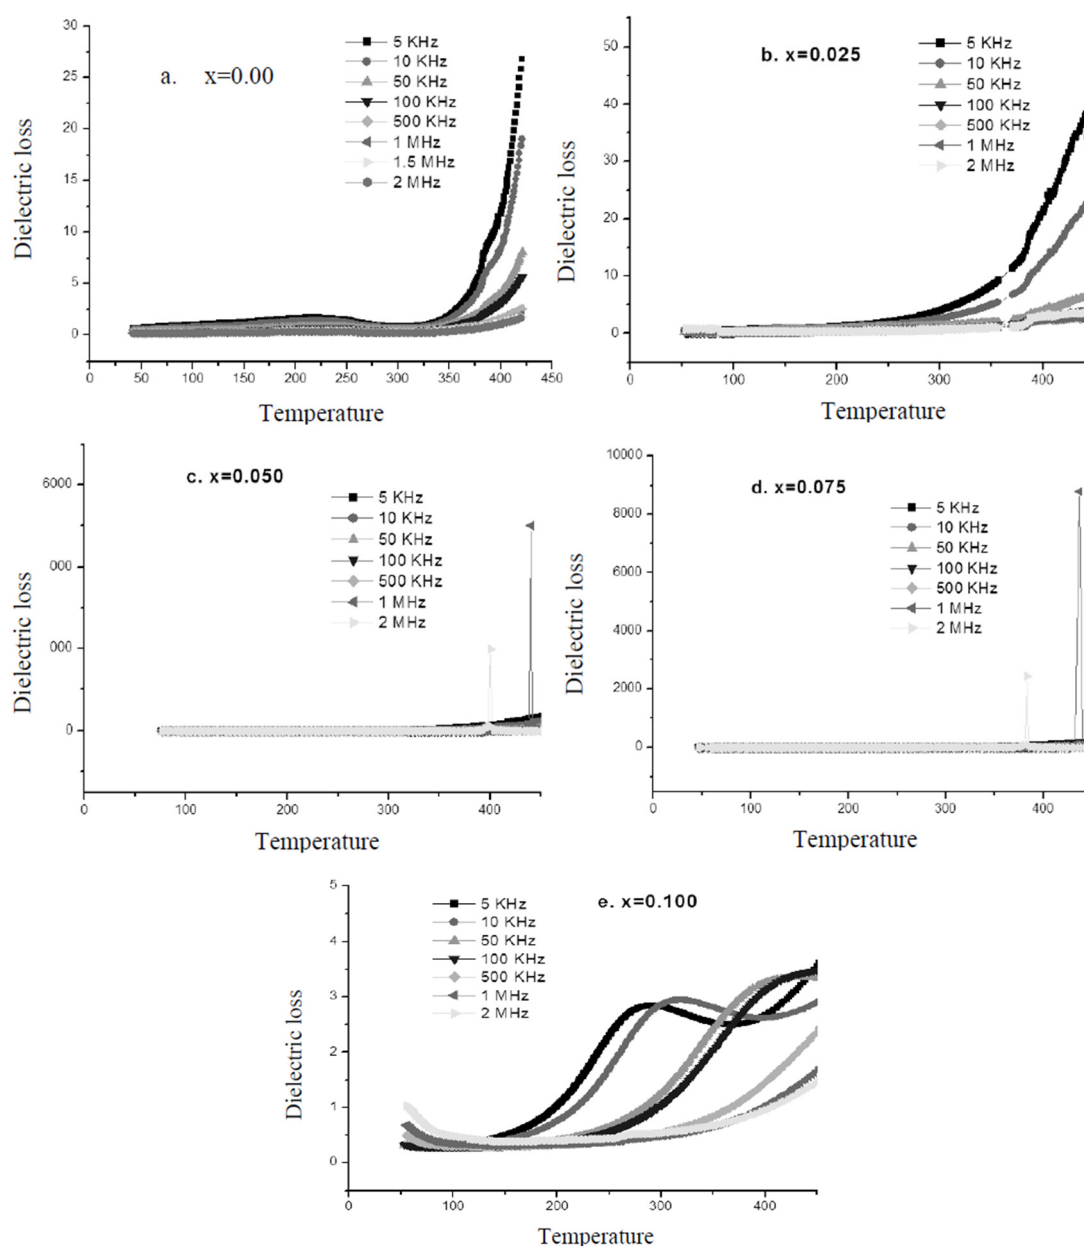 30
25
20
15
10
5
0
Dielectric loss
a. x=0.00
5 KHz
10 KHz
50 KHz
100 KHz
500 KHz
1 MHz
1.5 MHz
2 MHz
0 50 100 150 200 250 300 350 400 450
Temperature
50
40
30
20
10
0
Dielectric loss
b. x=0.025
5 KHz
10 KHz
50 KHz
100 KHz
500 KHz
1 MHz
2 MHz
0 100 200 300 400
Temperature
6000
000
000
0
Dielectric loss
c. x=0.050
5 KHz
10 KHz
50 KHz
100 KHz
500 KHz
1 MHz
2 MHz
0 100 200 300 400
Temperature
10000
8000
6000
4000
2000
0
Dielectric loss
d. x=0.075
5 KHz
10 KHz
50 KHz
100 KHz
500 KHz
1 MHz
2 MHz
0 100 200 300 400
Temperature
5
4
3
2
1
0
Dielectric loss
e. x=0.100
5 KHz
10 KHz
50 KHz
100 KHz
500 KHz
1 MHz
2 MHz
0 100 200 300 400
Temperature